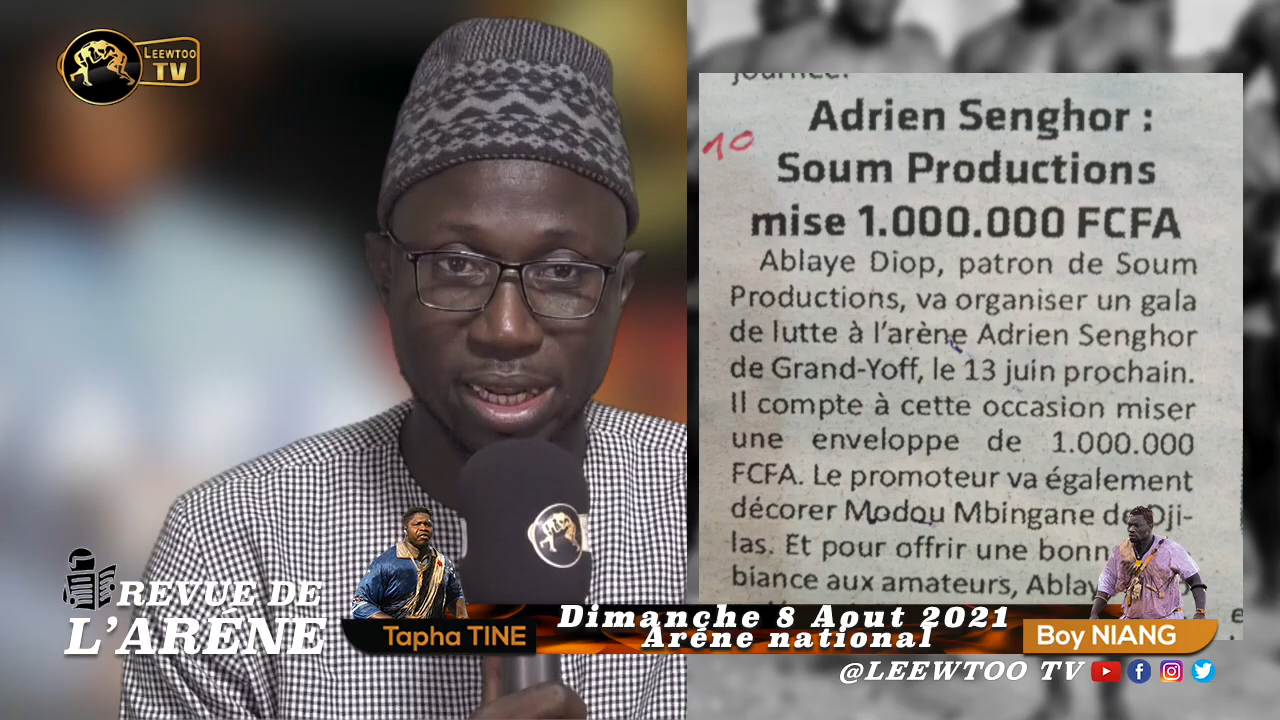 LEEWTOO
TV
journée.
10
Adrien Senghor :
Soum Productions
mise 1.000.000 FCFA
Ablaye Diop, patron de Soum
Productions, va organiser un gala
de lutte à l'arène Adrien Senghor
de Grand-Yoff, le 13 juin prochain.
Il compte à cette occasion miser
une enveloppe de 1.000.000
FCFA. Le promoteur va également
décorer Modou Mbingane de Dji-
las. Et pour offrir une bonn
biance aux amateurs, Ablay
REVUE DE
L'ARÉNE
Tapha TINE
Dimanche 8 Aout 2021
Aréne national
Boy NIANG
@LEEWTOO TV